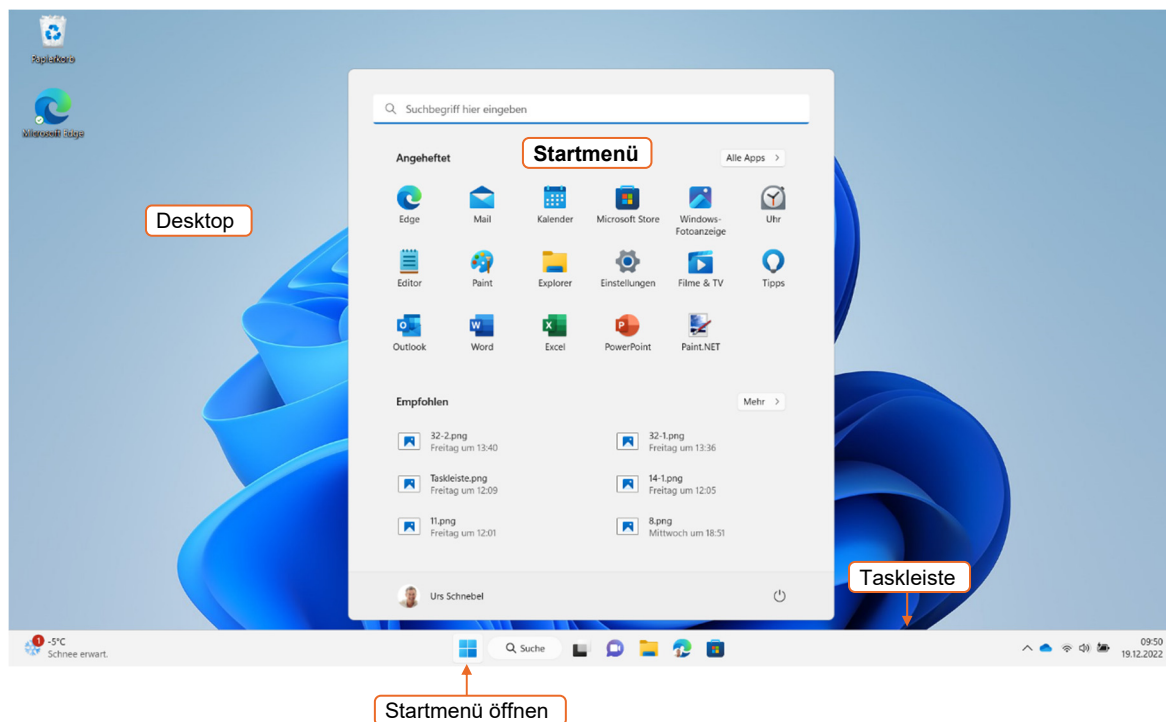 Papierkorb
Microsoft Edge
Desktop
Suchbegriff hier eingeben
Angeheftet
Startmenü
Alle Apps >
Edge
Mail
Kalender
Microsoft Store
Windows-
Fotoanzeige
Uhr
Editor
Paint
Explorer
Einstellungen
Filme & TV
Tipps
Outlook
Word
Excel
PowerPoint
Paint.NET
Empfohlen
Mehr >
32-2.png
Freitag um 13:40
32-1.png
Freitag um 13:36
Taskleiste.png
Freitag um 12:09
14-1.png
Freitag um 12:05
11.png
Freitag um 12:01
8.png
Mittwoch um 18:51
Urs Schnebel
Taskleiste
1
-5°C
Schnee erwart.
Suche
09:50
19.12.2022
Startmenü öffnen